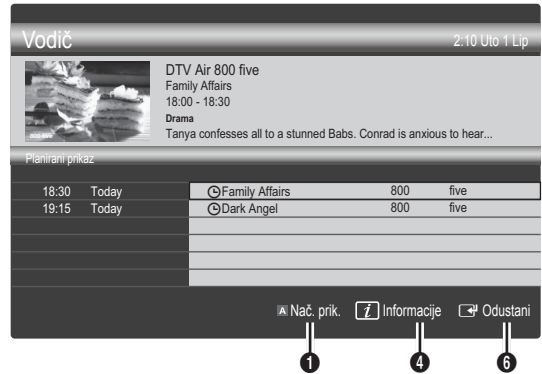 Vodič 2:10 Uto 1 Lip
DTV Air 800 five
Family Affairs
18:00 - 18:30
Drama
Tanya confesses all to a stunned Babs. Conrad is anxious to hear...
Planirani prikaz
18:30 Today Family Affairs 800 five
19:15 Today Dark Angel 800 five
A Nač. prik. i Informacije Odustani
1 4 6